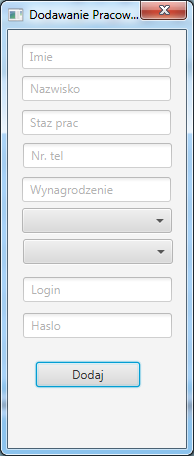 Dodawanie Pracow...
Imie
Nazwisko
Staz prac
Nr. tel
Wynagrodzenie
Login
Haslo
Dodaj